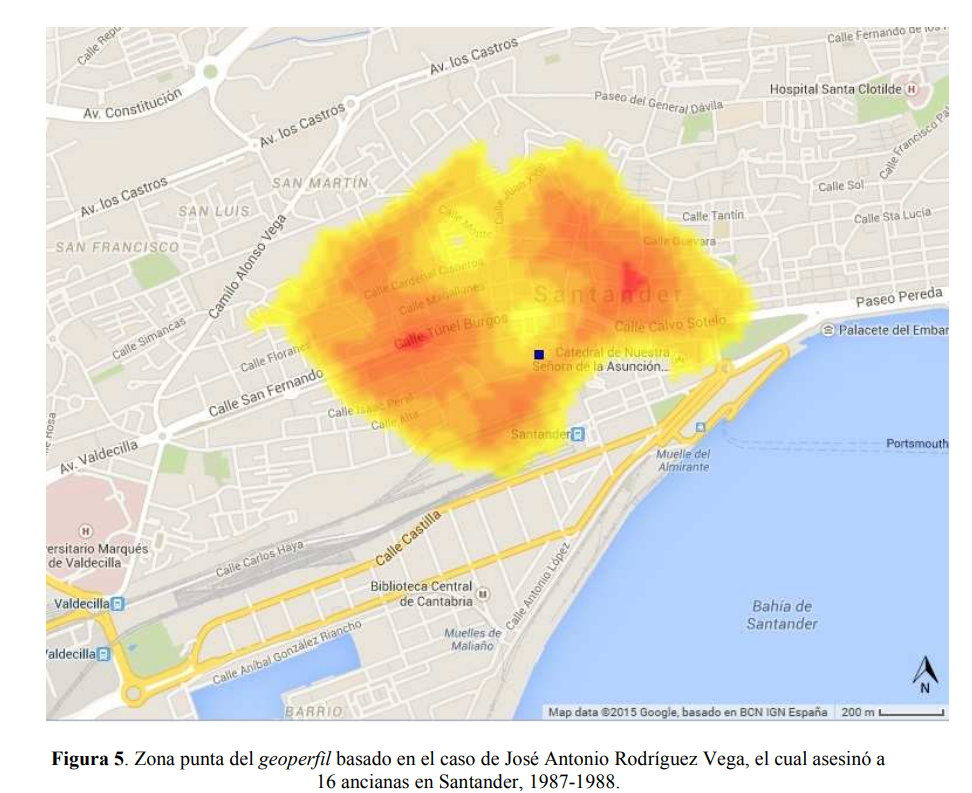 Calle Repú
Calle Fernando de los
Av. los Castros
Av. Constitución
Hospital Santa Clotilde
H
Paseo del General Dávila
Av. los Castros
Calle Francisco Pal
SAN MARTÍN
Calle Juan XXIII
Calle Sol
Av. los Castros
SAN LUIS
Calle Monte
Calle Tantín
Calle Sta Lucía
SAN FRANCISCO
Camilo Alonso Vega
Calle Guevara
Calle Cardenal Cisneros
Calle Magallanes
Santander
Paseo Pereda
Calle Simancas
Calle Túnel Burgos
Calle Calvo Sotelo
Palacete del Embar
Calle Floranes
Catedral de Nuestra
Señora de la Asunción...
Calle San Fernando
Calle Isaac Peral
Calle Alta
Rosa
Santander
Av. Valdecilla
Muelle del
Almirante
Portsmouth
H
versitario Marqués
de Valdecilla
Calle Castilla
Calle Carlos Haya
Calle Antonio López
Biblioteca Central
de Cantabria
Valdecilla
Bahía de
Santander
Muelles de
Maliaño
Calle Aníbal González Riancho
aldecilla
N
BARRIO
Map data ©2015 Google, basado en BCN IGN España
200 m
Figura 5. Zona punta del geoperfil basado en el caso de José Antonio Rodríguez Vega, el cual asesinó a
16 ancianas en Santander, 1987-1988.